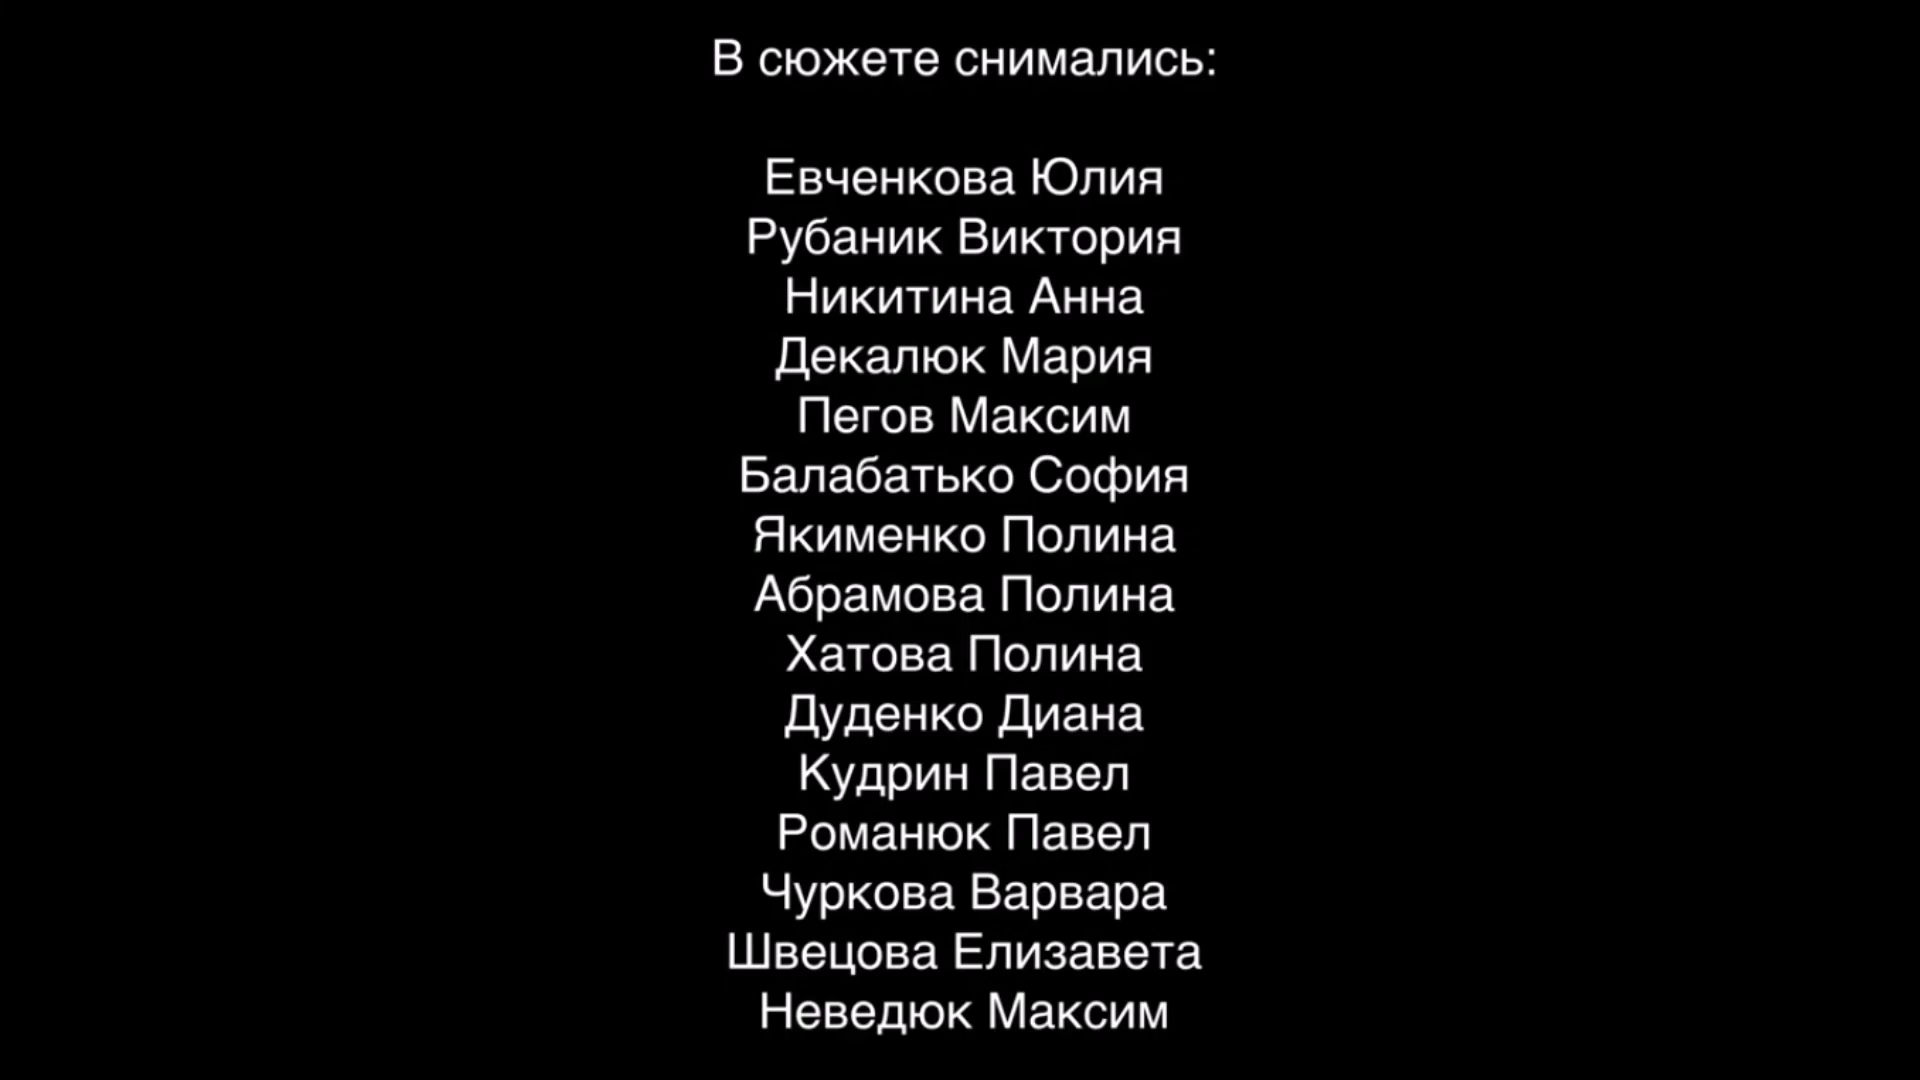 В сюжете снимались:
Евченкова Юлия
Рубаник Виктория
Никитина Анна
Декалюк Мария
Пегов Максим
Балабатько София
Якименко Полина
Абрамова Полина
Хатова Полина
Дуденко Диана
Кудрин Павел
Романюк Павел
Чуркова Варвара
Швецова Елизавета
Неведюк Максим